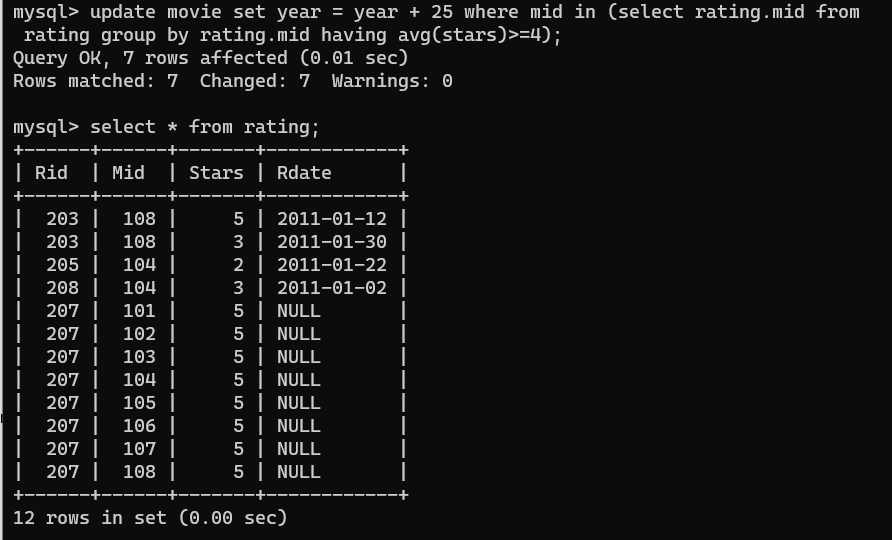 mysql> update movie set year = year + 25 where mid in (select rating.mid from
 rating group by rating.mid having avg(stars)>=4);
Query OK, 7 rows affected (0.01 sec)
Rows matched: 7  Changed: 7  Warnings: 0

mysql> select * from rating;
+------+------+-------+------------+
| Rid  | Mid  | Stars | Rdate      |
+------+------+-------+------------+
|  203 |  108 |     5 | 2011-01-12 |
|  203 |  108 |     3 | 2011-01-30 |
|  205 |  104 |     2 | 2011-01-22 |
|  208 |  104 |     3 | 2011-01-02 |
|  207 |  101 |     5 | NULL       |
|  207 |  102 |     5 | NULL       |
|  207 |  103 |     5 | NULL       |
|  207 |  104 |     5 | NULL       |
|  207 |  105 |     5 | NULL       |
|  207 |  106 |     5 | NULL       |
|  207 |  107 |     5 | NULL       |
|  207 |  108 |     5 | NULL       |
+------+------+-------+------------+
12 rows in set (0.00 sec)